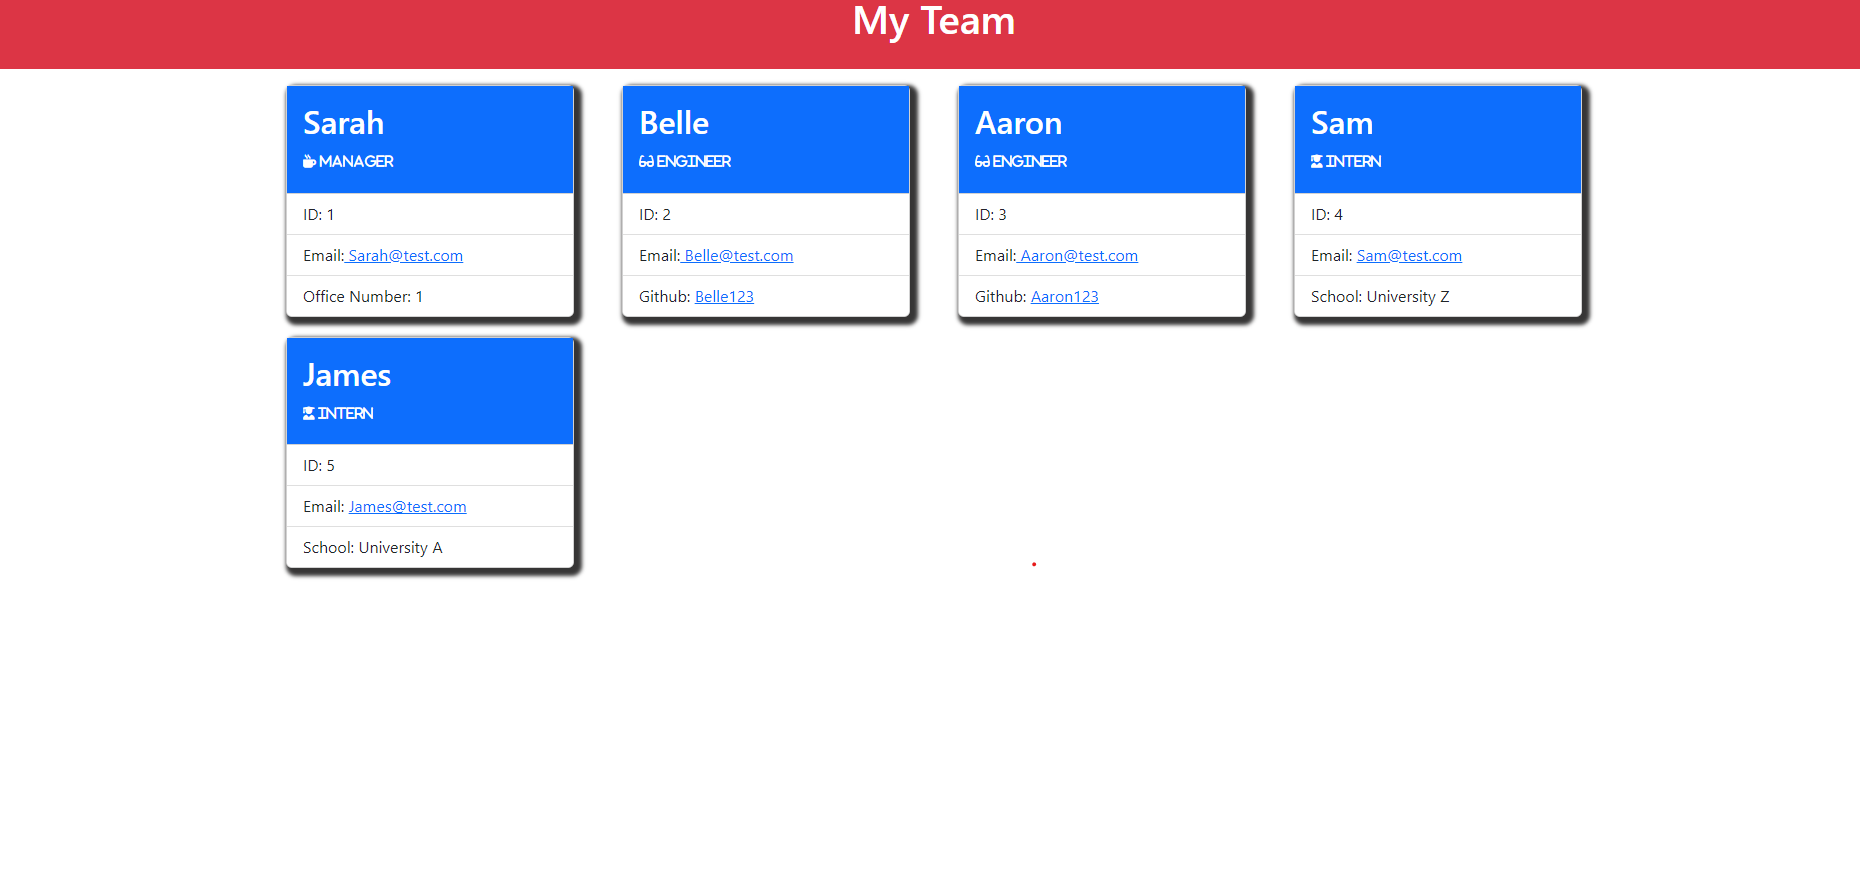 My Team
Sarah
MANAGER
ID: 1
Email: Sarah@test.com
Office Number: 1
Belle
ENGINEER
ID: 2
Email: Belle@test.com
Github: Belle123
Aaron
ENGINEER
ID: 3
Email: Aaron@test.com
Github: Aaron123
Sam
INTERN
ID: 4
Email: Sam@test.com
School: University Z
James
INTERN
ID: 5
Email: James@test.com
School: University A